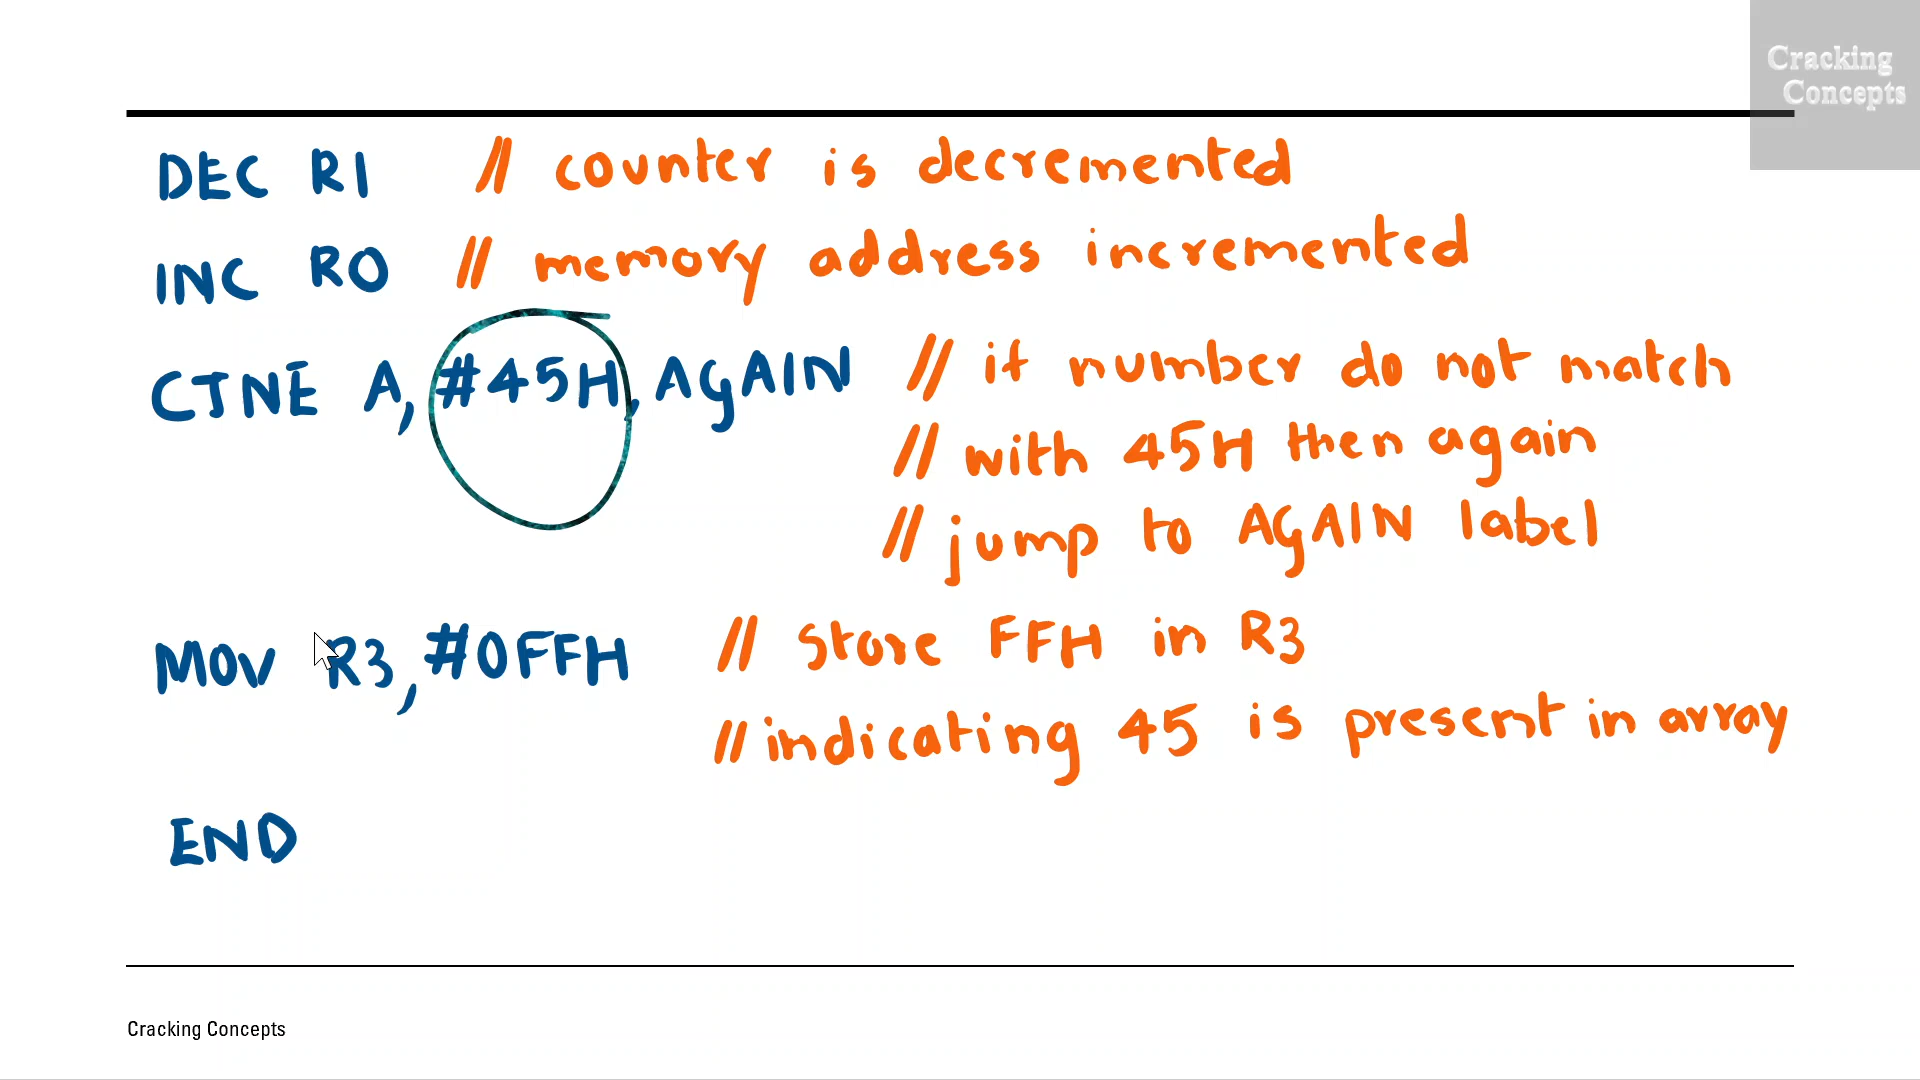 Cracking
Concepts
DEC R1 // counter is decremented
INC R0 // memory address incremented
CJNE A, #45H, AGAIN // if number do not match
// with 45H then again
// jump to AGAIN label
MOV R3, #0FFH // store FFH in R3
// indicating 45 is present in array
END
Cracking Concepts